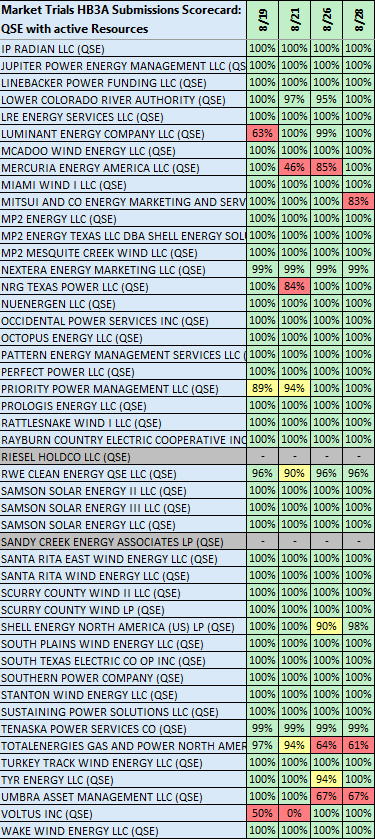 Market Trials HB3A Submissions Scorecard: 8/19 8/21 8/26 8/28
QSE with active Resources
IP RADIAN LLC (QSE) 100% 100% 100% 100%
JUPITER POWER ENERGY MANAGEMENT LLC (QS 100% 100% 100% 100%
LINEBACKER POWER FUNDING LLC (QSE) 100% 100% 100% 100%
LOWER COLORADO RIVER AUTHORITY (QSE) 100% 97% 95% 100%
LRE ENERGY SERVICES LLC (QSE) 100% 100% 100% 100%
LUMINANT ENERGY COMPANY LLC (QSE) 63% 100% 99% 100%
MCADOO WIND ENERGY LLC (QSE) 100% 100% 100% 100%
MERCURIA ENERGY AMERICA LLC (QSE) 100% 46% 85% 100%
MIAMI WIND I LLC (QSE) 100% 100% 100% 100%
MITSUI AND CO ENERGY MARKETING AND SERV 100% 100% 100% 83%
MP2 ENERGY LLC (QSE) 100% 100% 100% 100%
MP2 ENERGY TEXAS LLC DBA SHELL ENERGY SOL 100% 100% 100% 100%
MP2 MESQUITE CREEK WIND LLC (QSE) 100% 100% 100% 100%
NEXTERA ENERGY MARKETING LLC (QSE) 99% 99% 99% 99%
NRG TEXAS POWER LLC (QSE) 100% 84% 100% 100%
NUENERGEN LLC (QSE) 100% 100% 100% 100%
OCCIDENTAL POWER SERVICES INC (QSE) 100% 100% 100% 100%
OCTOPUS ENERGY LLC (QSE) 100% 100% 100% 100%
PATTERN ENERGY MANAGEMENT SERVICES LLC ( 100% 100% 100% 100%
PERFECT POWER LLC (QSE) 100% 100% 100% 100%
PRIORITY POWER MANAGEMENT LLC (QSE) 89% 94% 100% 100%
PROLOGIS ENERGY LLC (QSE) 100% 100% 100% 100%
RATTLESNAKE WIND I LLC (QSE) 100% 100% 100% 100%
RAYBURN COUNTRY ELECTRIC COOPERATIVE INC 100% 100% 100% 100%
RIESEL HOLDCO LLC (QSE) - - - -
RWE CLEAN ENERGY QSE LLC (QSE) 96% 90% 96% 96%
SAMSON SOLAR ENERGY II LLC (QSE) 100% 100% 100% 100%
SAMSON SOLAR ENERGY III LLC (QSE) 100% 100% 100% 100%
SAMSON SOLAR ENERGY LLC (QSE) 100% 100% 100% 100%
SANDY CREEK ENERGY ASSOCIATES LP (QSE) - - - -
SANTA RITA EAST WIND ENERGY LLC (QSE) 100% 100% 100% 100%
SANTA RITA WIND ENERGY LLC (QSE) 100% 100% 100% 100%
SCURRY COUNTY WIND II LLC (QSE) 100% 100% 100% 100%
SCURRY COUNTY WIND LP (QSE) 100% 100% 100% 100%
SHELL ENERGY NORTH AMERICA (US) LP (QSE) 100% 100% 90% 98%
SOUTH PLAINS WIND ENERGY LLC (QSE) 100% 100% 100% 100%
SOUTH TEXAS ELECTRIC CO OP INC (QSE) 100% 100% 100% 100%
SOUTHERN POWER COMPANY (QSE) 100% 100% 100% 100%
STANTON WIND ENERGY LLC (QSE) 100% 100% 100% 100%
SUSTAINING POWER SOLUTIONS LLC (QSE) 100% 100% 100% 100%
TENASKA POWER SERVICES CO (QSE) 99% 99% 99% 99%
TOTALENERGIES GAS AND POWER NORTH AMER 97% 94% 64% 61%
TURKEY TRACK WIND ENERGY LLC (QSE) 100% 100% 100% 100%
TYR ENERGY LLC (QSE) 100% 100% 94% 100%
UMBRA ASSET MANAGEMENT LLC (QSE) 100% 100% 67% 67%
VOLTUS INC (QSE) 50% 0% 100% 100%
WAKE WIND ENERGY LLC (QSE) 100% 100% 100% 100%